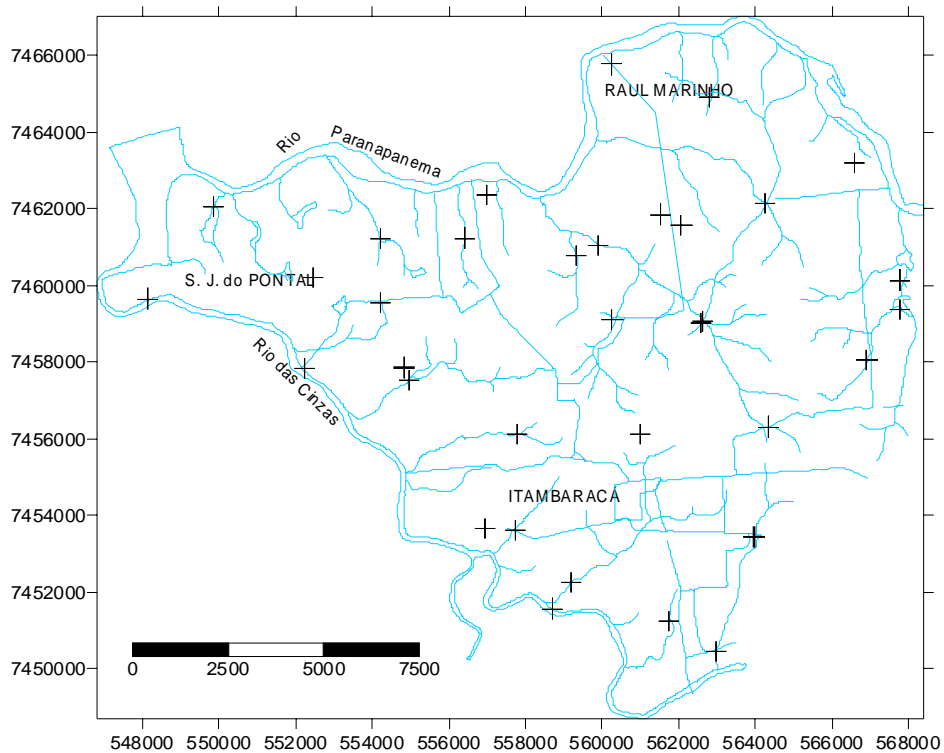 7466000
7464000
7462000
7460000
7458000
7456000
7454000
7452000
7450000
RAUL MARINHO
Rio Paranapanema
S. J. do PONTAL
Rio das Cinzas
ITAMBARACÁ
0 2500 5000 7500
548000 550000 552000 554000 556000 558000 560000 562000 564000 566000 568000